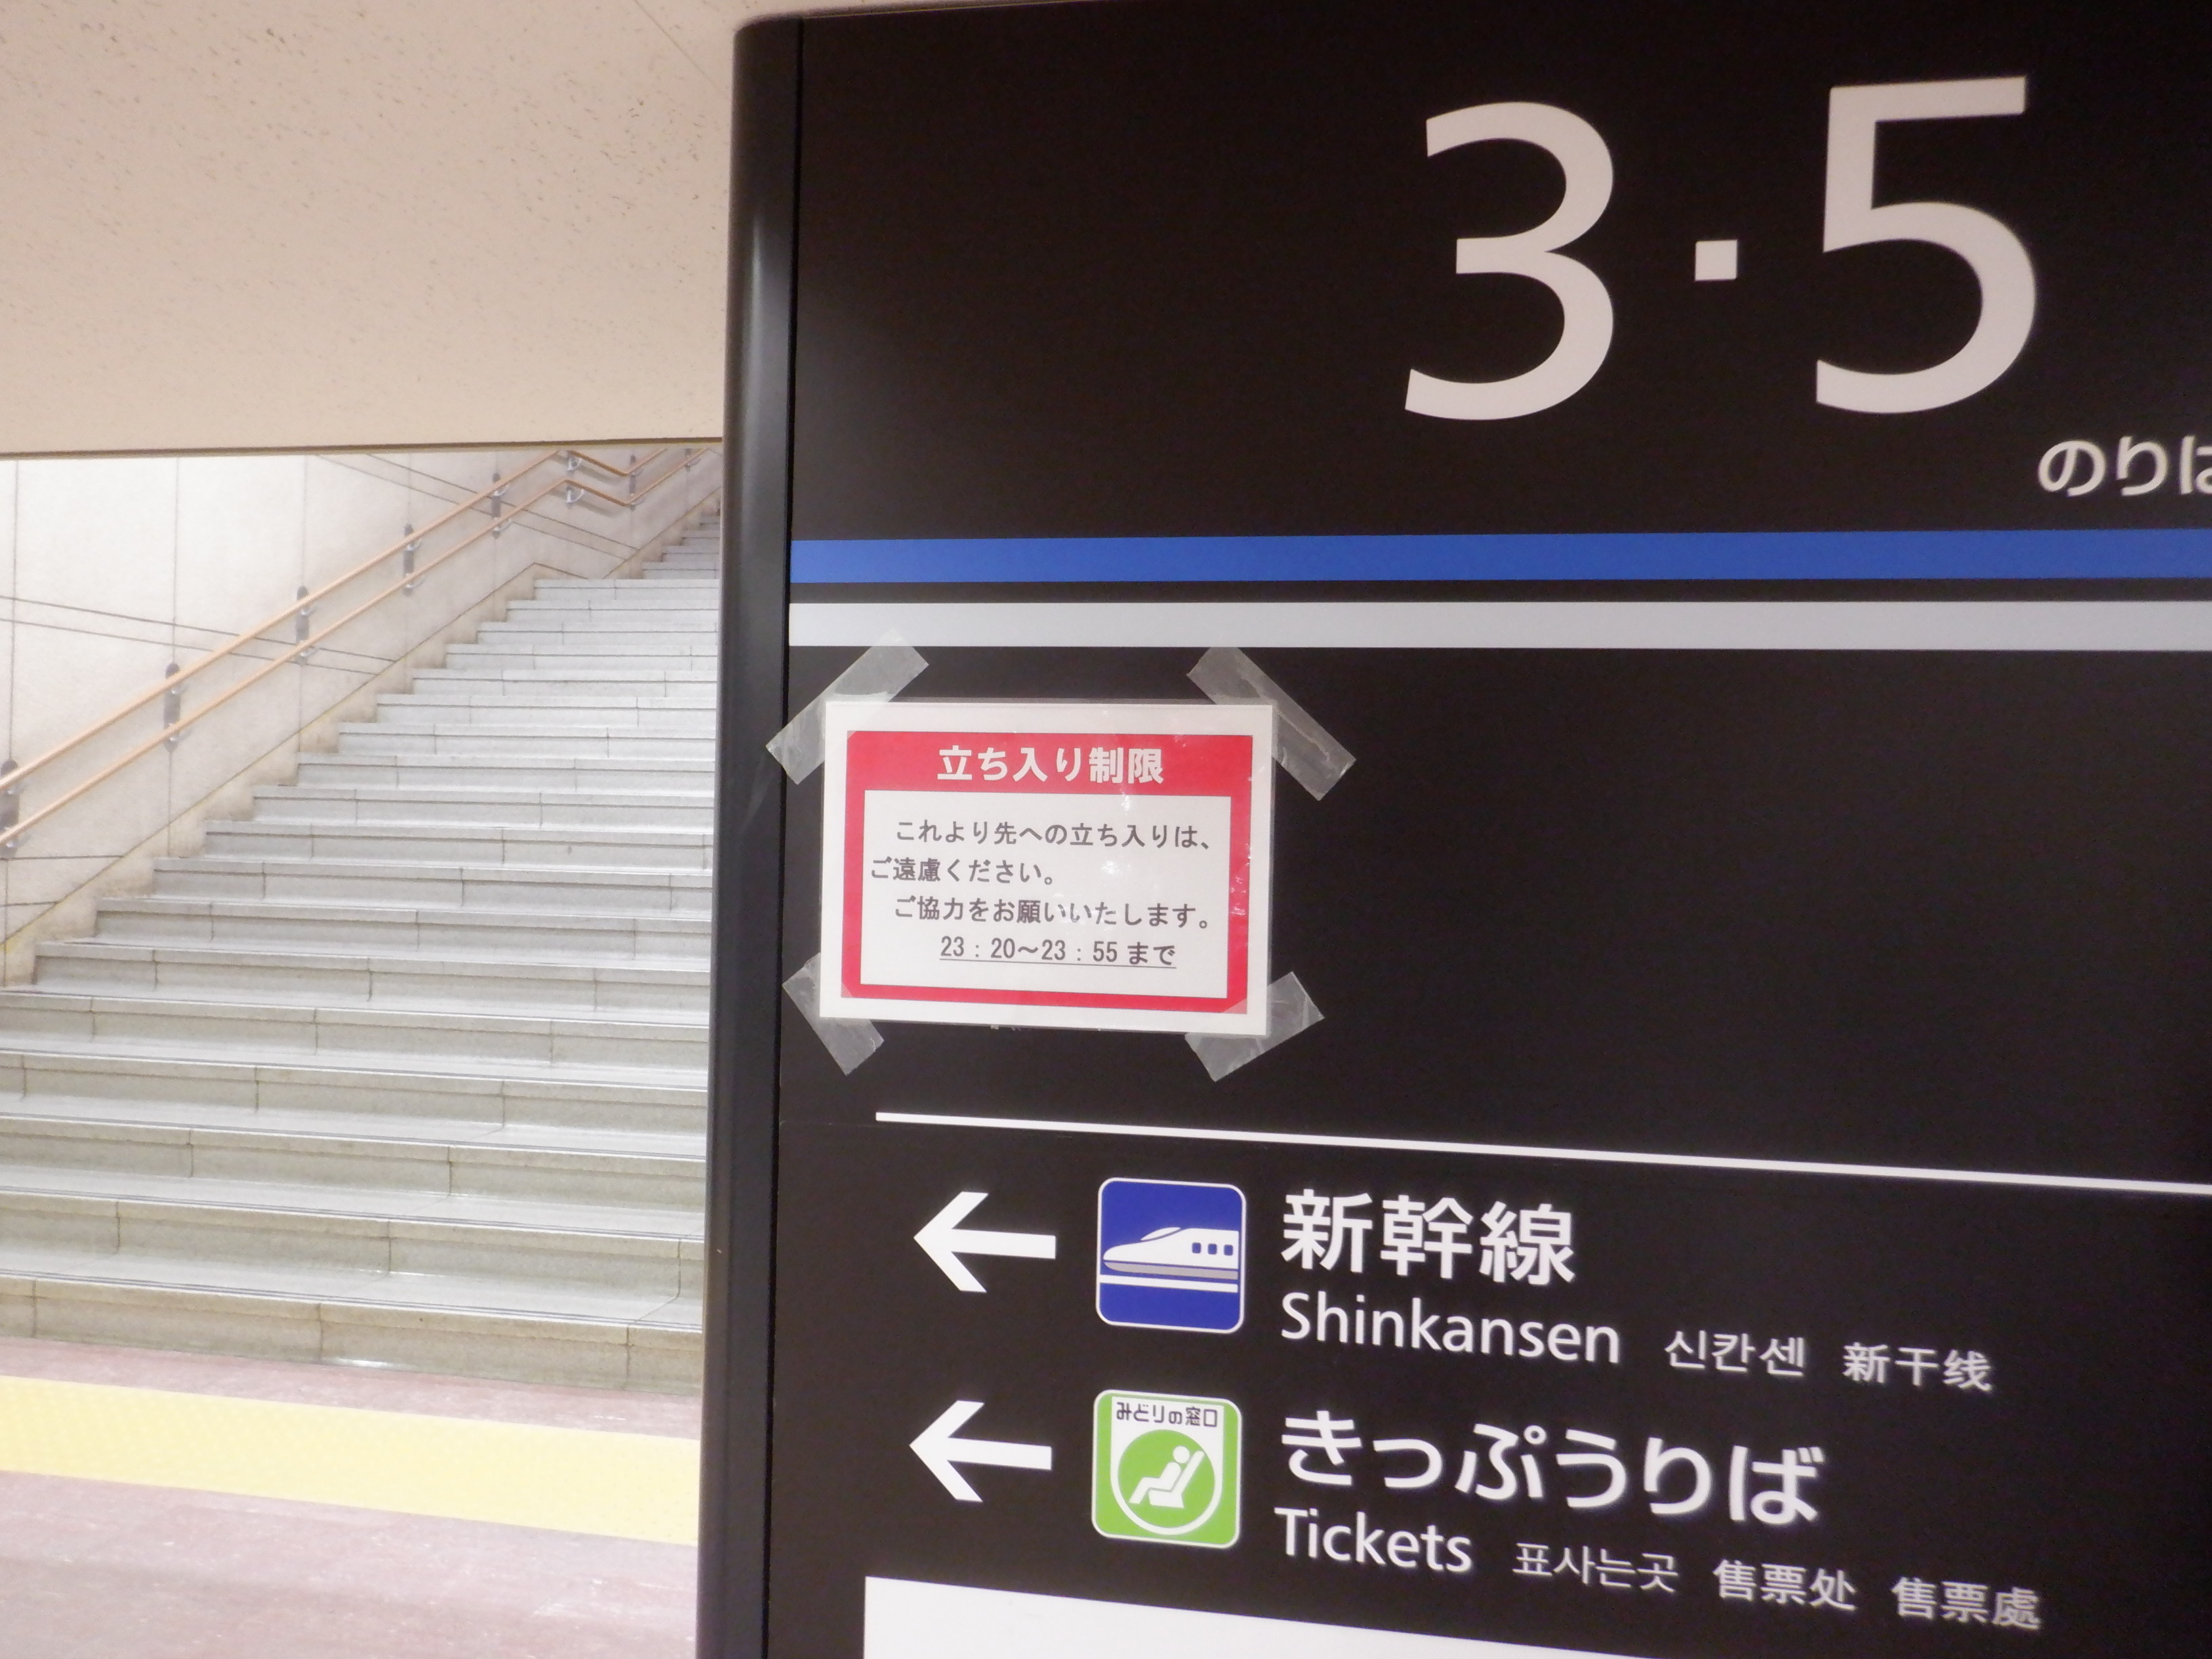 3・5
のりば
立ち入り制限
これより先への立ち入りは、
ご遠慮ください。
ご協力をお願いいたします。
23：20～23：55 まで
新幹線
Shinkansen 신칸센 新干线
みどりの窓口
きっぷうりば
Tickets 표사는곳 售票处 售票處